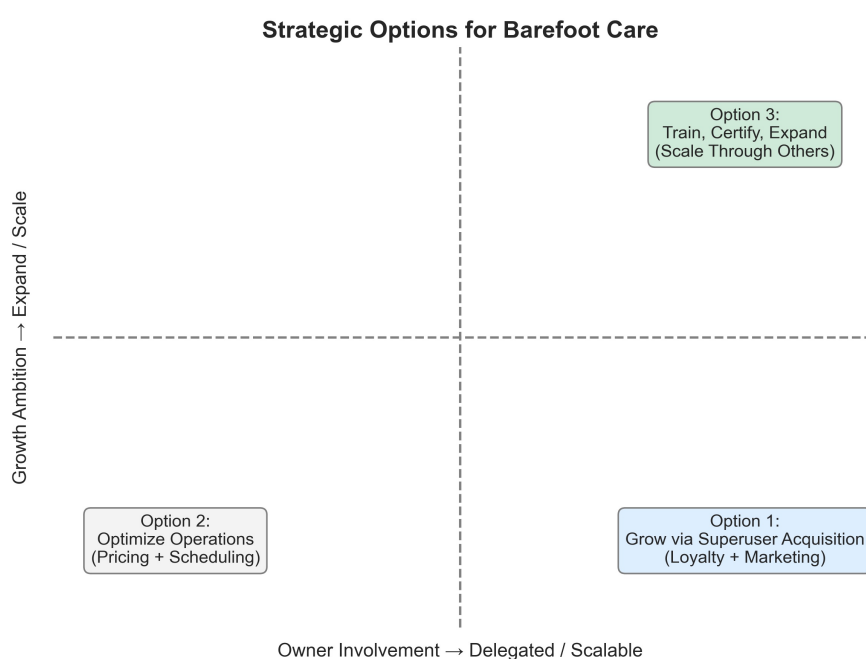 Strategic Options for Barefoot Care
Option 3:
Train, Certify, Expand
(Scale Through Others)
Growth Ambition → Expand / Scale
Option 2:
Optimize Operations
(Pricing + Scheduling)
Option 1:
Grow via Superuser Acquisition
(Loyalty + Marketing)
Owner Involvement → Delegated / Scalable